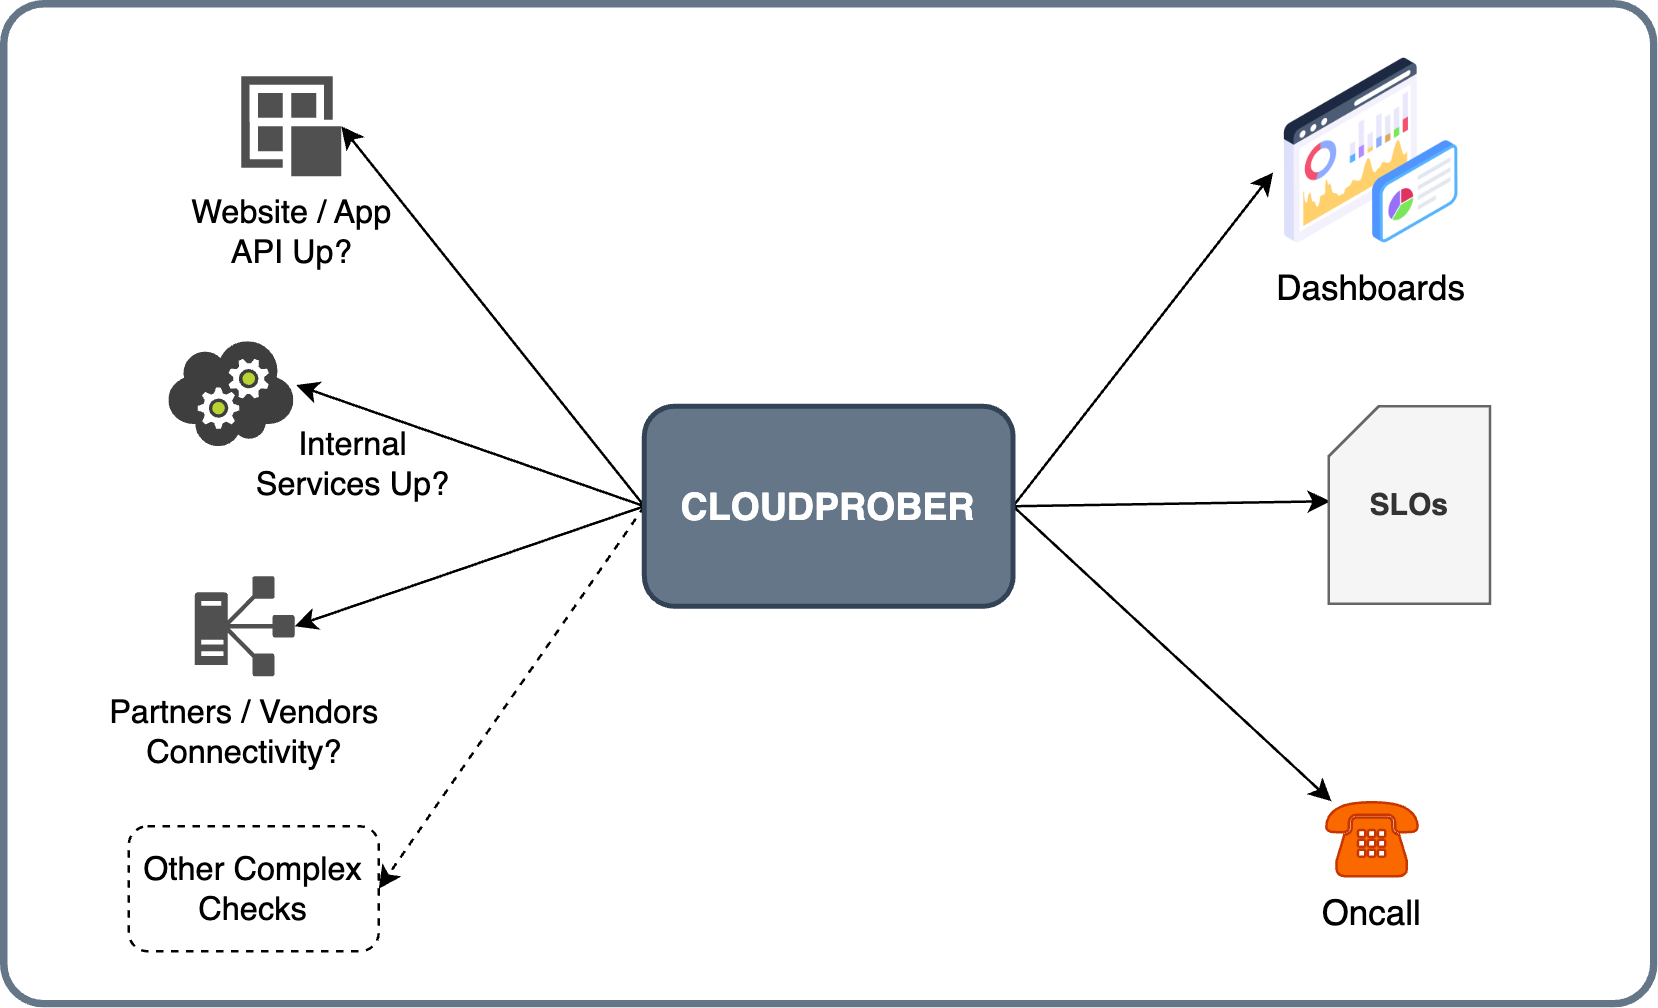 Website / App
API Up?
Internal
Services Up?
Partners / Vendors
Connectivity?
Other Complex
Checks
CLOUDPROBER
Dashboards
SLOs
Oncall